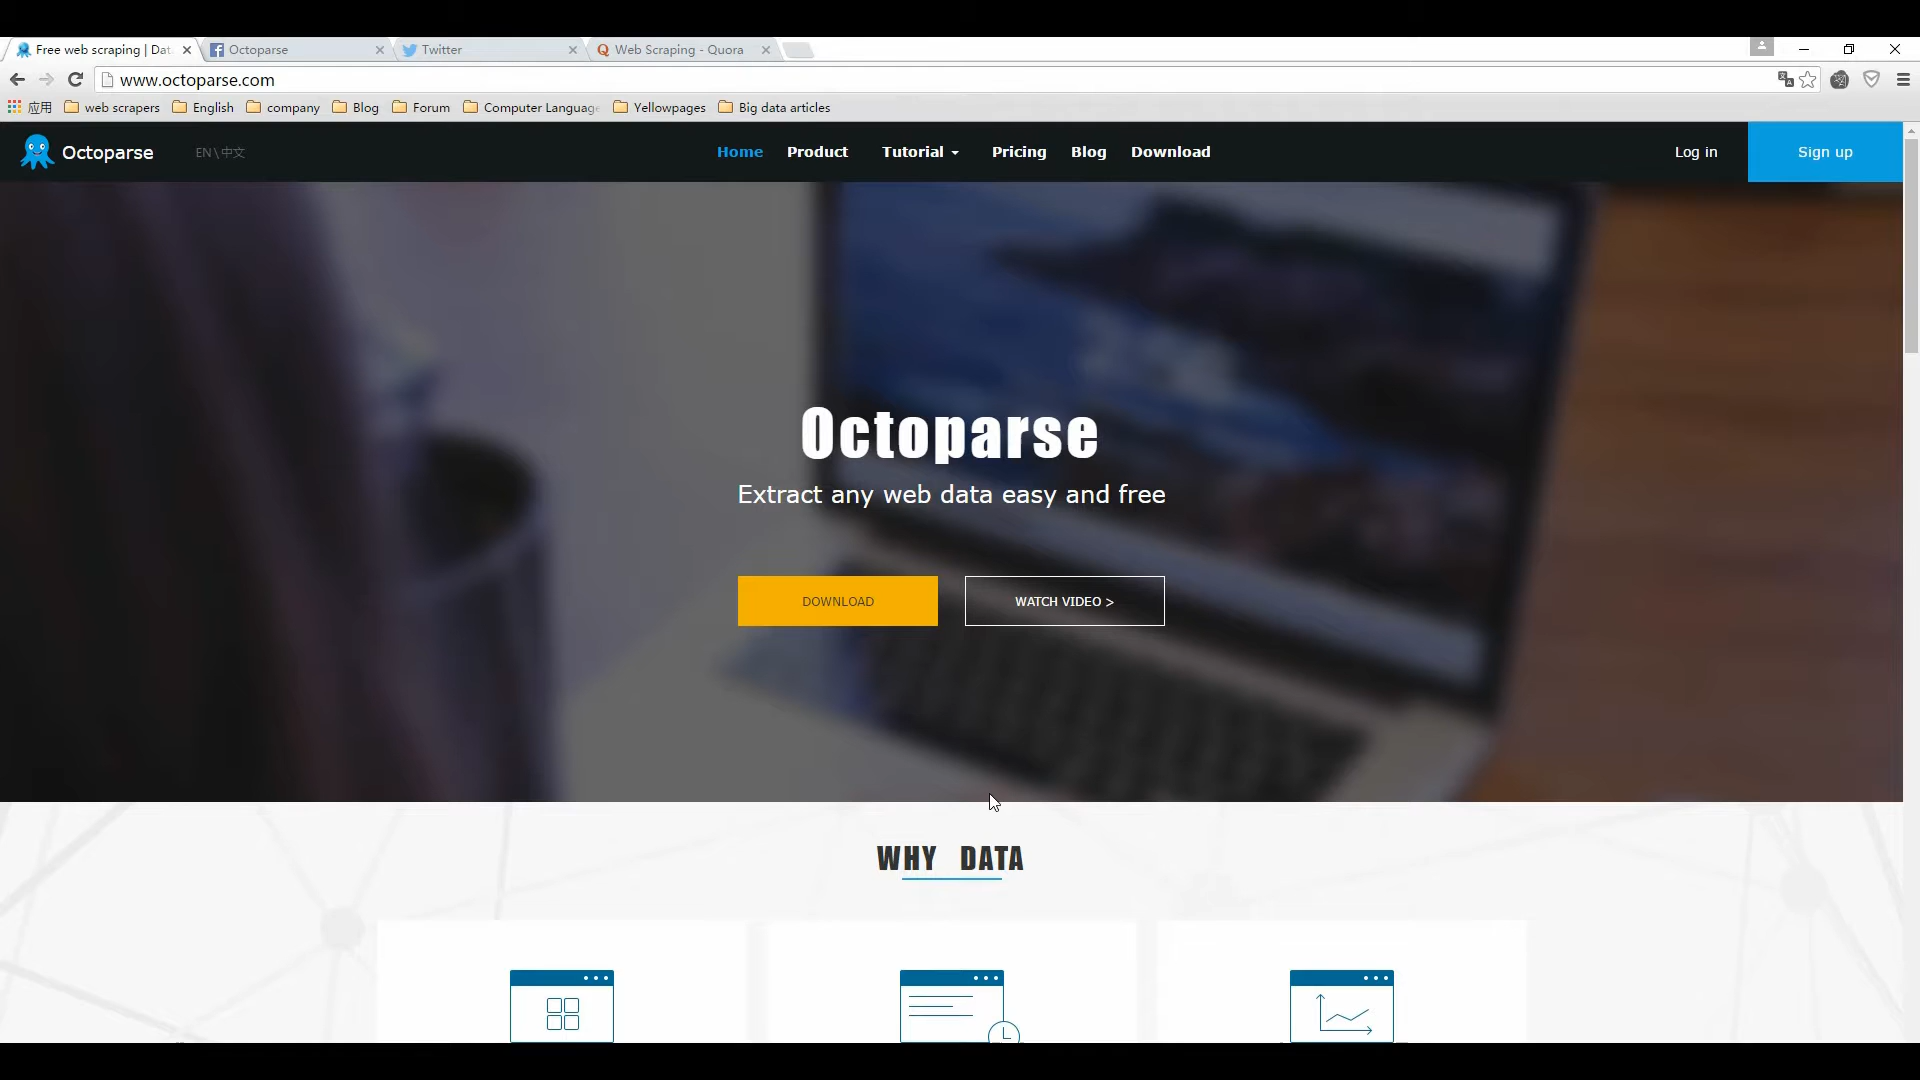 Free web scraping | Dat
Octoparse
Twitter
Web Scraping - Quora
www.octoparse.com
应用
web scrapers
English
company
Blog
Forum
Computer Language
Yellowpages
Big data articles
Octoparse
EN\中文
Home
Product
Tutorial
Pricing
Blog
Download
Log in
Sign up
Octoparse
Extract any web data easy and free
DOWNLOAD
WATCH VIDEO >
WHY DATA